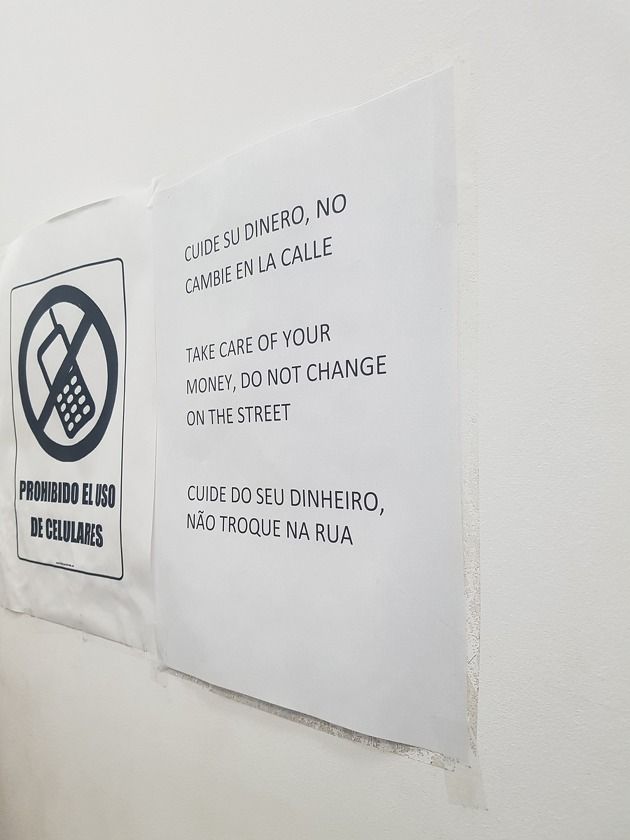 PROHIBIDO EL USO
DE CELULARES
CUIDE SU DINERO, NO
CAMBIE EN LA CALLE
TAKE CARE OF YOUR
MONEY, DO NOT CHANGE
ON THE STREET
CUIDE DO SEU DINHEIRO,
NÃO TROQUE NA RUA